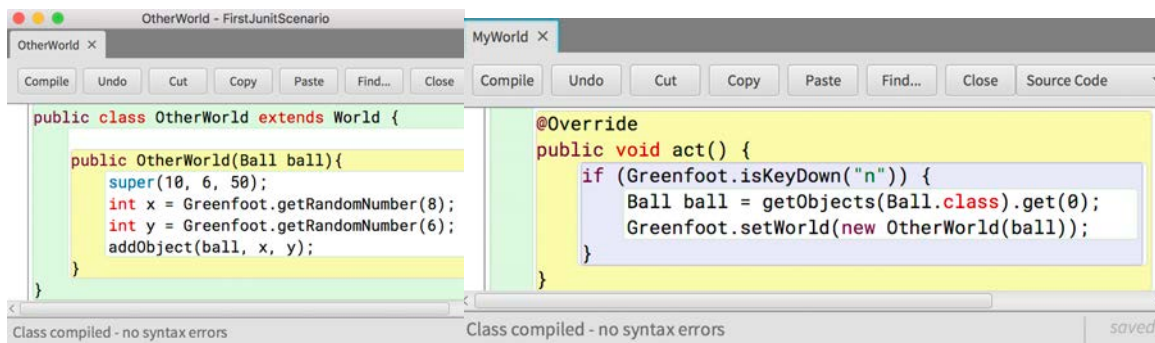 OtherWorld - FirstJunitScenario
OtherWorld ×
Compile Undo Cut Copy Paste Find... Close
public class OtherWorld extends World {
public OtherWorld(Ball ball){
super(10, 6, 50);
int x = Greenfoot.getRandomNumber(8);
int y = Greenfoot.getRandomNumber(6);
addObject(ball, x, y);
}
}
Class compiled - no syntax errors
MyWorld ×
Compile Undo Cut Copy Paste Find... Close Source Code
@Override
public void act() {
if (Greenfoot.isKeyDown("n")) {
Ball ball = getObjects(Ball.class).get(0);
Greenfoot.setWorld(new OtherWorld(ball));
}
}
Class compiled - no syntax errors
saved